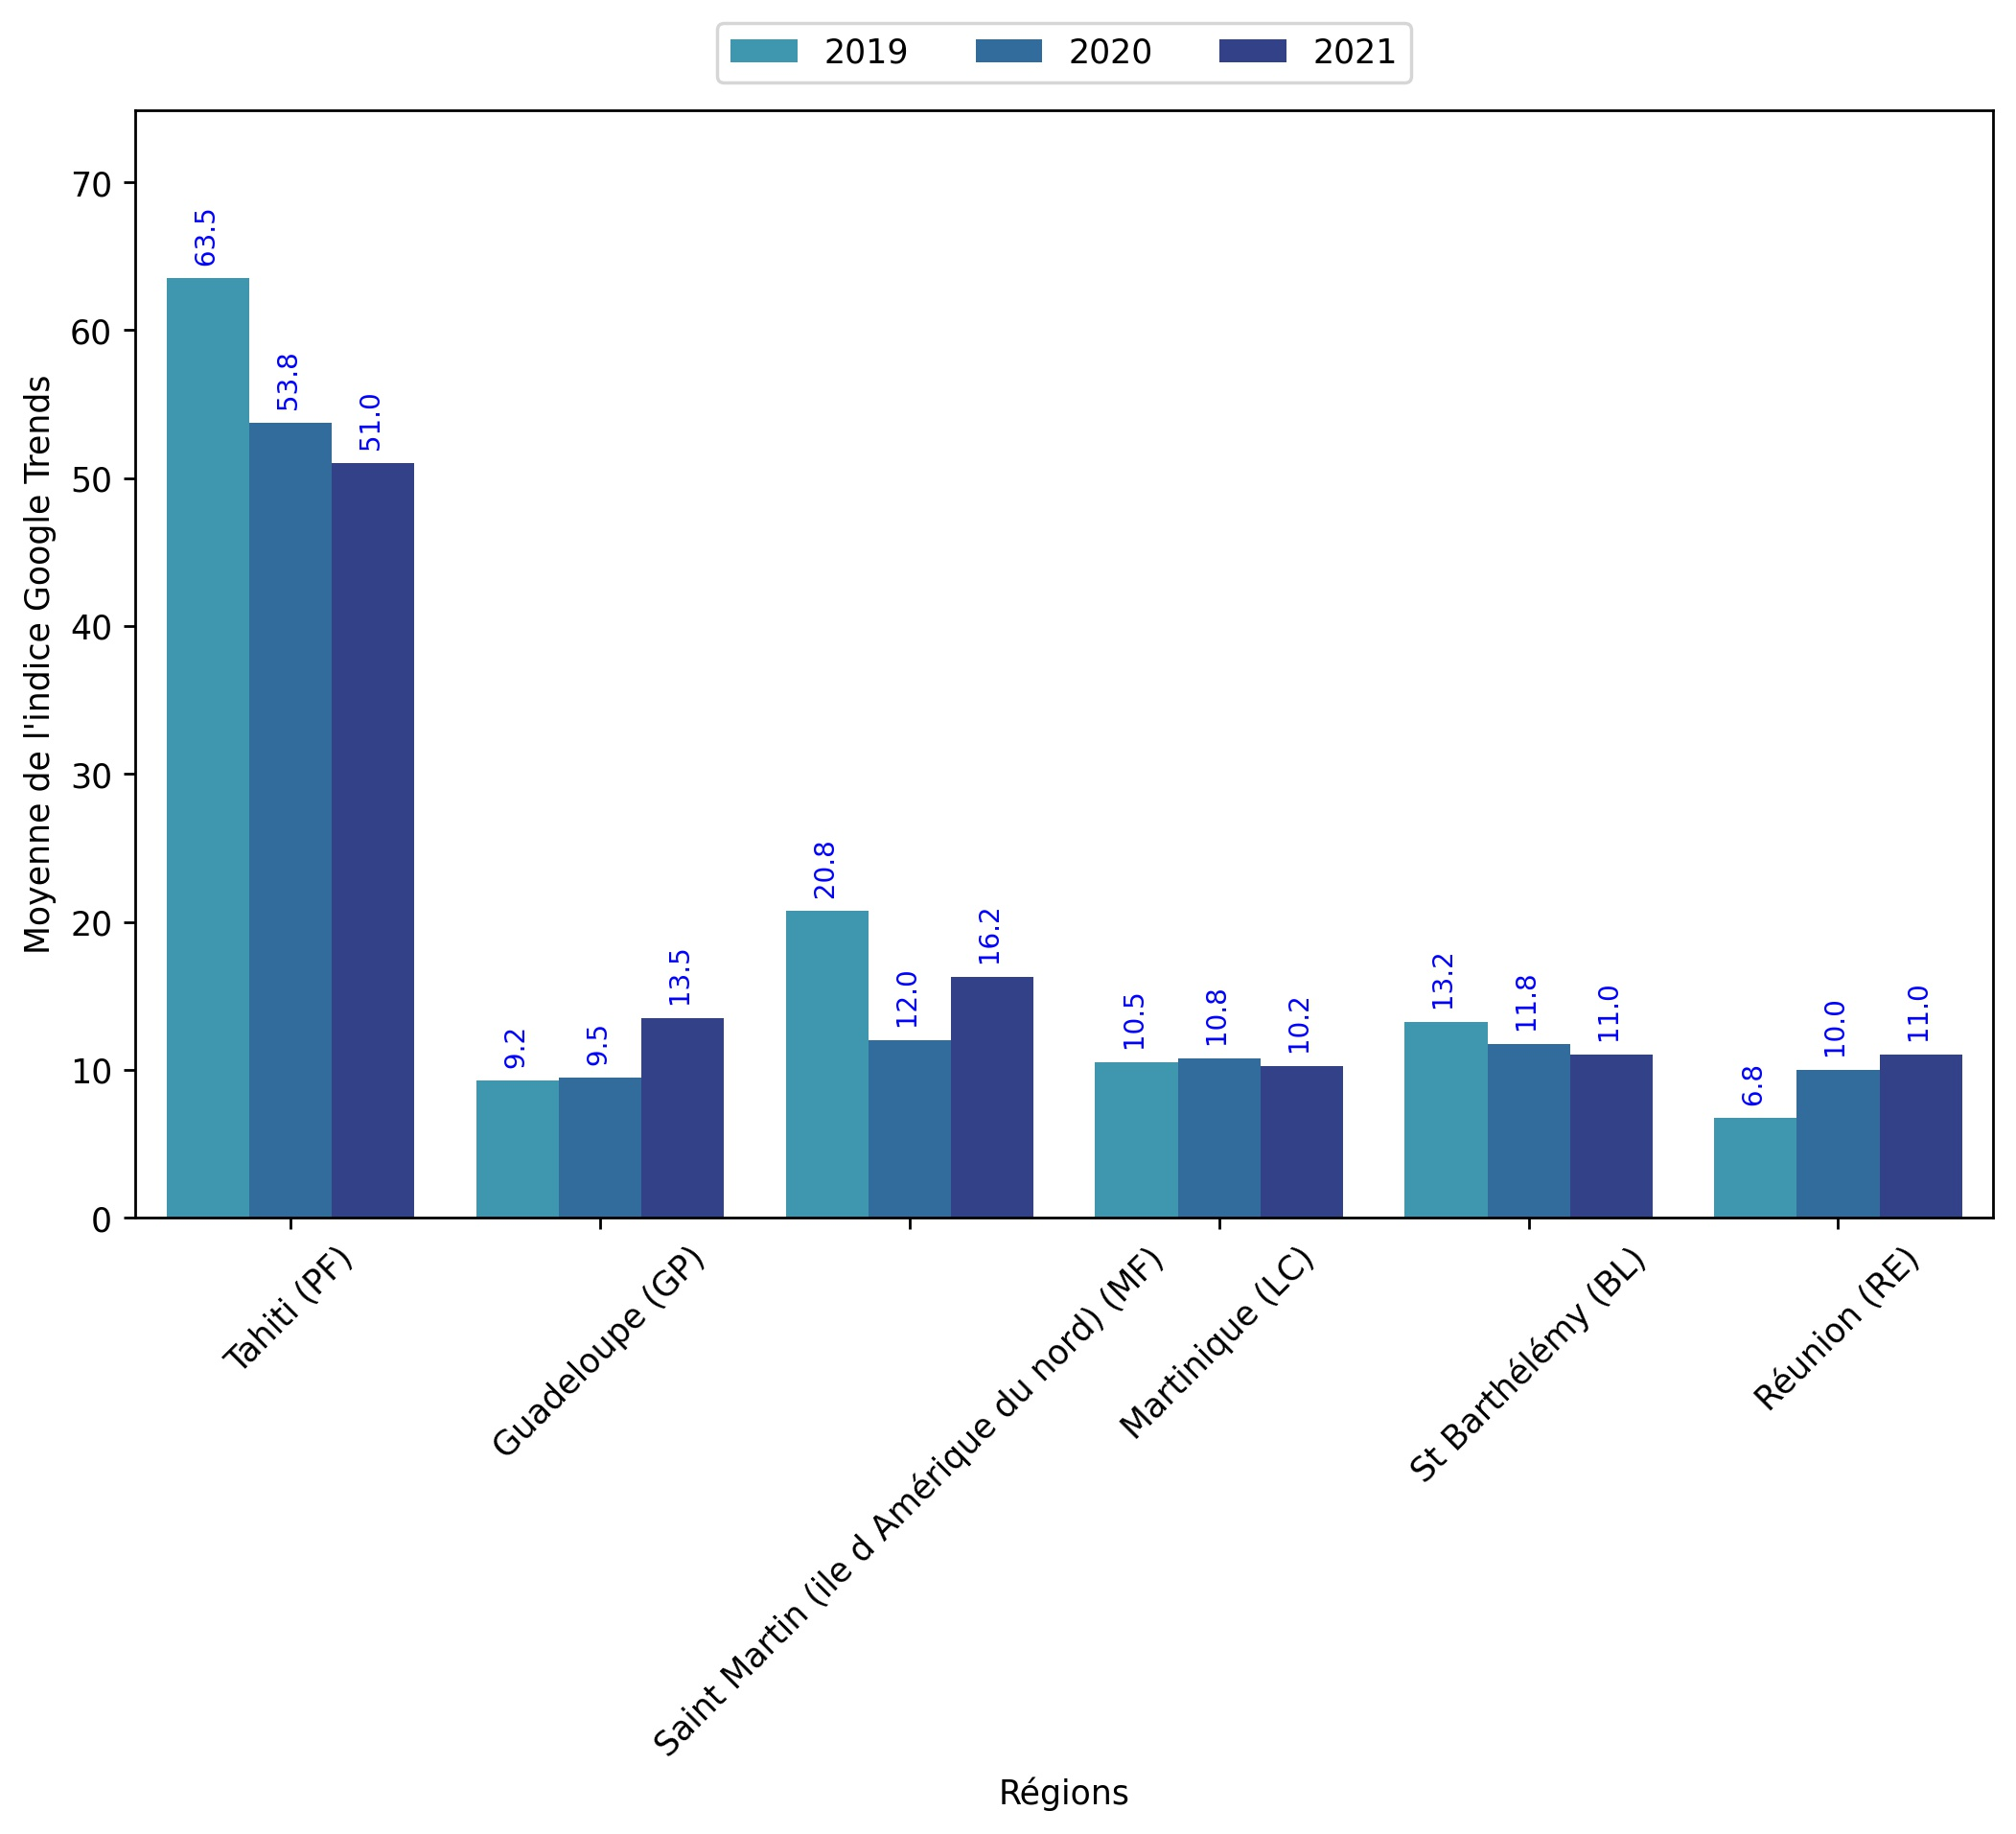 2019 2020 2021
Moyenne de l'indice Google Trends
70
60
50
40
30
20
10
0
63.5 53.8 51.0
9.2 9.5 13.5
20.8 12.0 16.2
10.5 10.8 10.2
13.2 11.8 11.0
6.8 10.0 11.0
Tahiti (PF)
Guadeloupe (GP)
Saint Martin (ile d Amérique du nord) (MF)
Martinique (LC)
St Barthélémy (BL)
Réunion (RE)
Régions